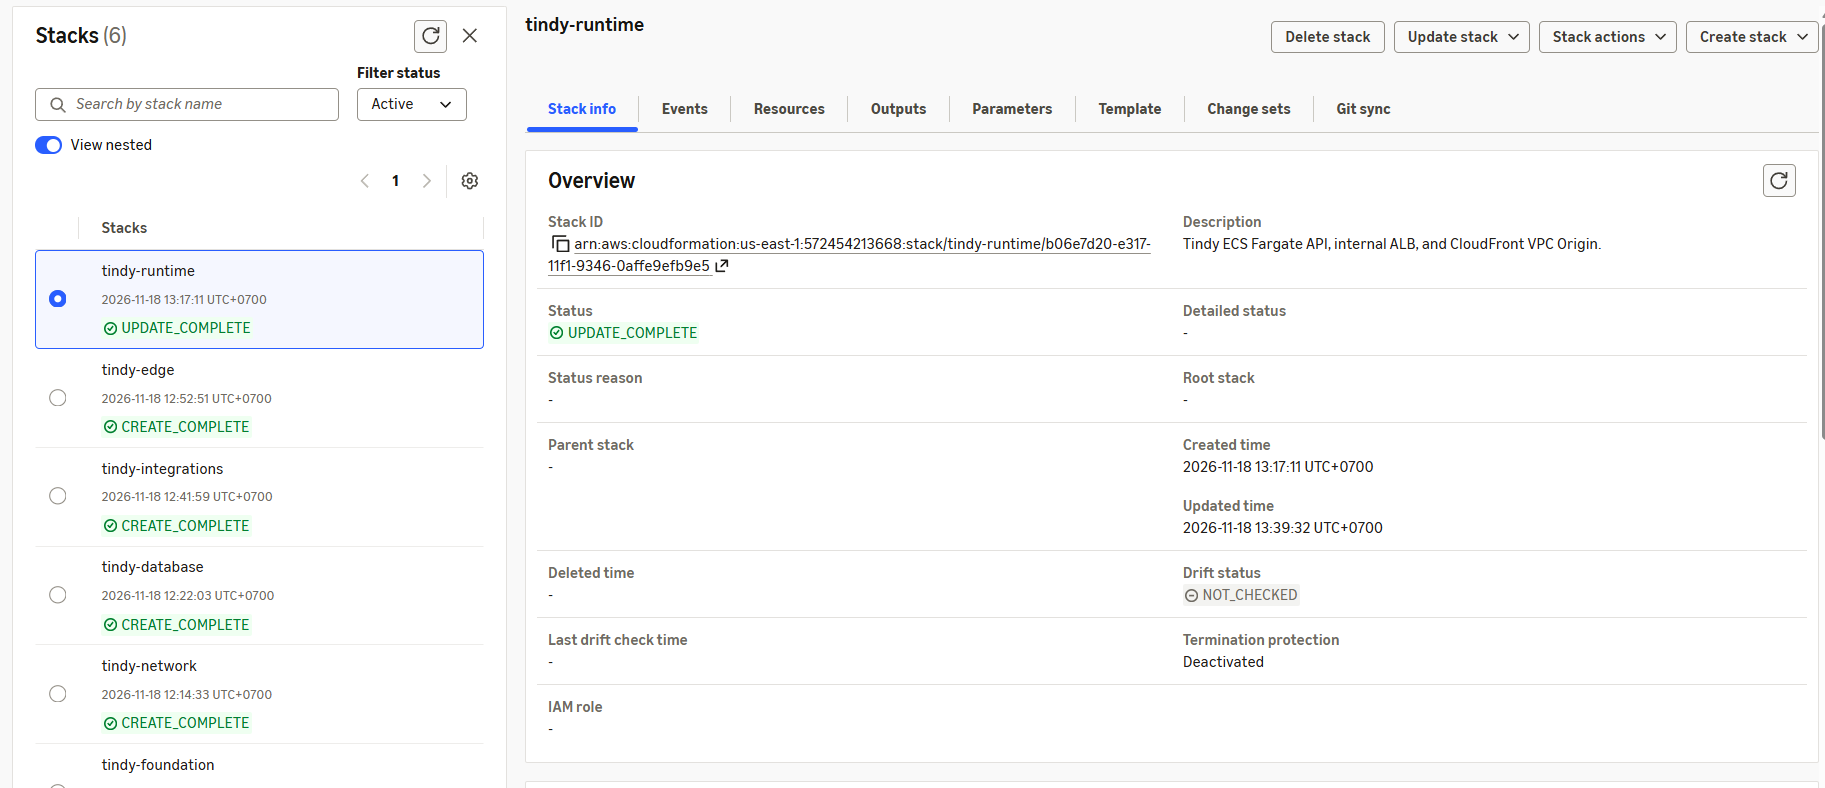 Stacks (6)
Filter status
Search by stack name
Active
View nested
1
Stacks
tindy-runtime
2026-11-18 13:17:11 UTC+0700
UPDATE_COMPLETE
tindy-edge
2026-11-18 12:52:51 UTC+0700
CREATE_COMPLETE
tindy-integrations
2026-11-18 12:41:59 UTC+0700
CREATE_COMPLETE
tindy-database
2026-11-18 12:22:03 UTC+0700
CREATE_COMPLETE
tindy-network
2026-11-18 12:14:33 UTC+0700
CREATE_COMPLETE
tindy-foundation
tindy-runtime
Delete stack
Update stack
Stack actions
Create stack
Stack info
Events
Resources
Outputs
Parameters
Template
Change sets
Git sync
Overview
Stack ID
arn:aws:cloudformation:us-east-1:572454213668:stack/tindy-runtime/b06e7d20-e317-
11f1-9346-0affe9efb9e5
Description
Tindy ECS Fargate API, internal ALB, and CloudFront VPC Origin.
Status
UPDATE_COMPLETE
Detailed status
-
Status reason
-
Root stack
-
Parent stack
-
Created time
2026-11-18 13:17:11 UTC+0700
Updated time
2026-11-18 13:39:32 UTC+0700
Deleted time
-
Drift status
NOT_CHECKED
Last drift check time
-
Termination protection
Deactivated
IAM role
-